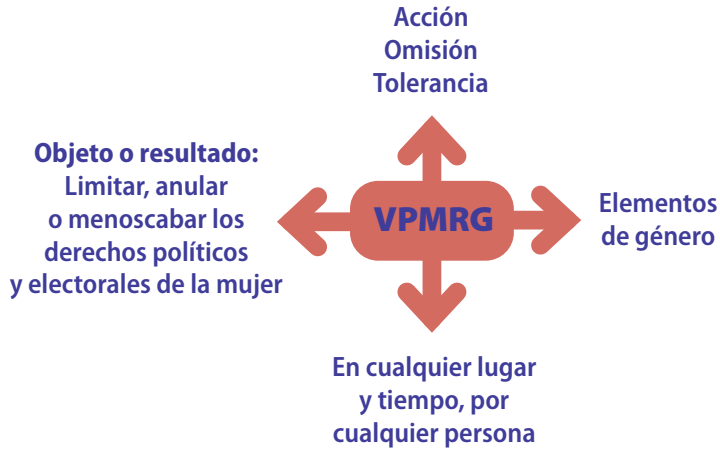 Acción
Omisión
Tolerancia
Objeto o resultado:
Limitar, anular
o menoscabar los
derechos políticos
y electorales de la mujer
VPMRG
Elementos
de género
En cualquier lugar
y tiempo, por
cualquier persona